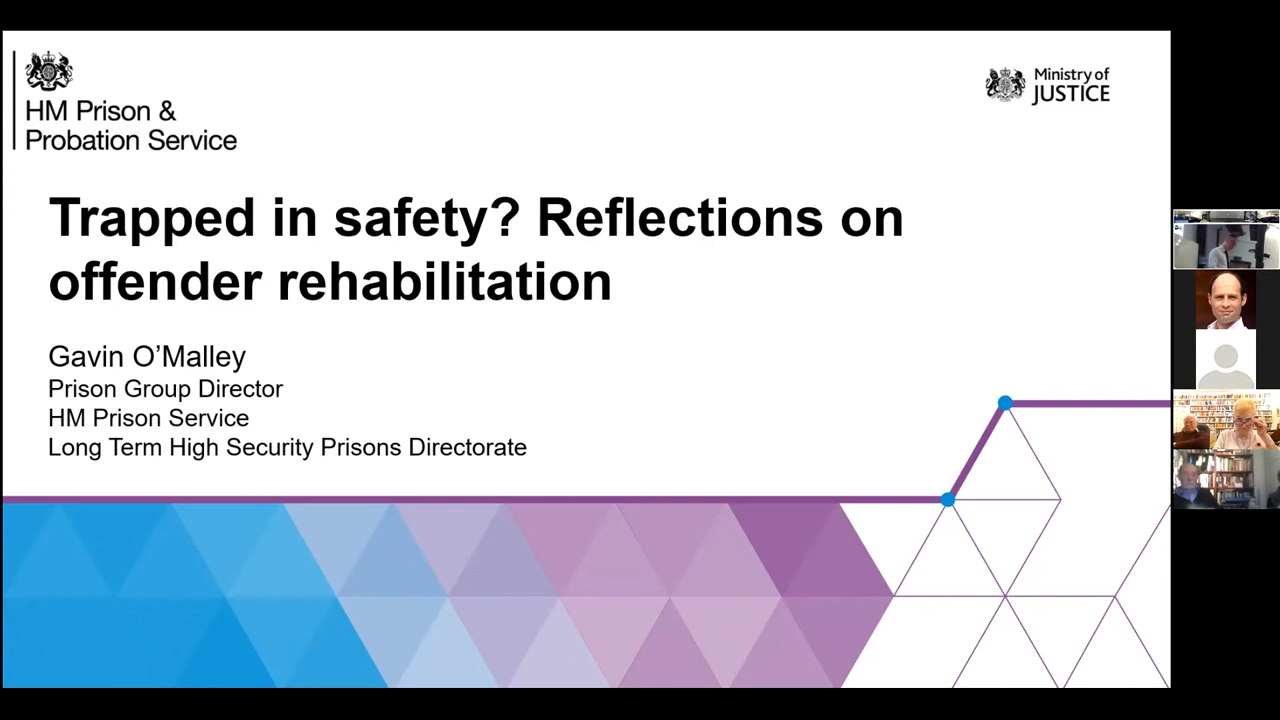 HM Prison &
Probation Service
Ministry of
JUSTICE
Trapped in safety? Reflections on
offender rehabilitation
Gavin O’Malley
Prison Group Director
HM Prison Service
Long Term High Security Prisons Directorate